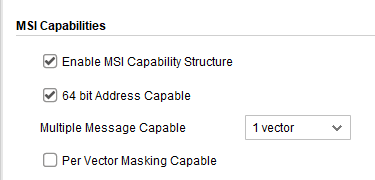 MSI Capabilities
Enable MSI Capability Structure
64 bit Address Capable
Multiple Message Capable 1 vector
Per Vector Masking Capable